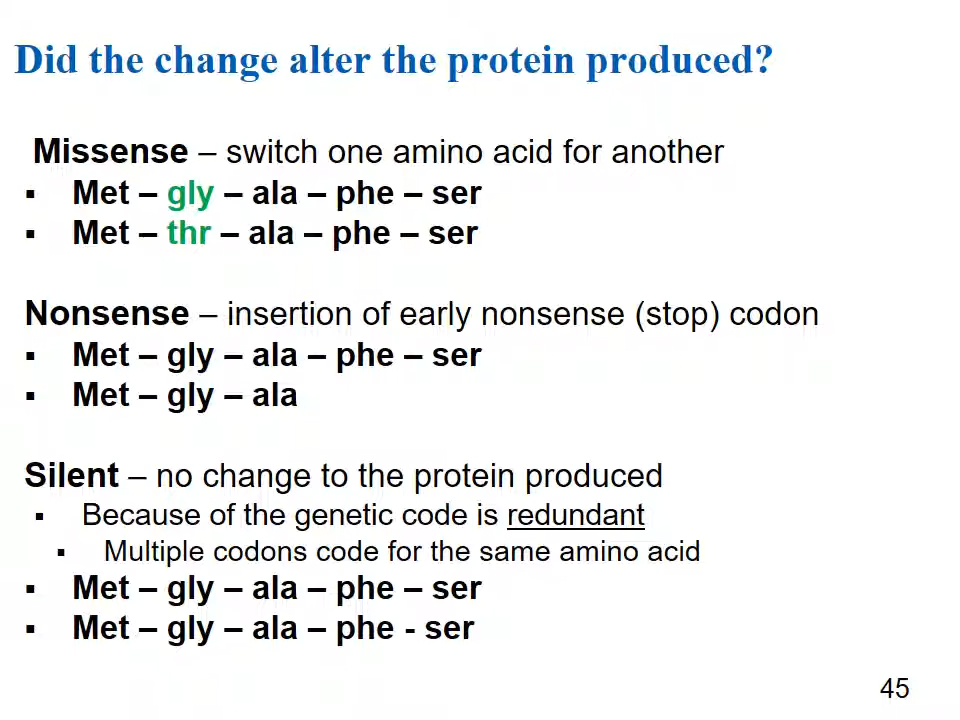 Did the change alter the protein produced?
Missense – switch one amino acid for another
▪ Met – gly – ala – phe – ser
▪ Met – thr – ala – phe – ser
Nonsense – insertion of early nonsense (stop) codon
▪ Met – gly – ala – phe – ser
▪ Met – gly – ala
Silent – no change to the protein produced
▪ Because of the genetic code is redundant
▪ Multiple codons code for the same amino acid
▪ Met – gly – ala – phe – ser
▪ Met – gly – ala – phe - ser
45